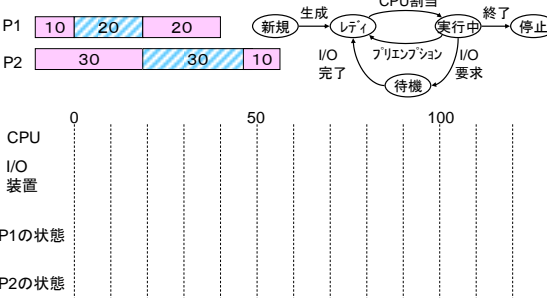 P1 10 20 20
P2 30 30 10
新規 生成 レディ CPU割当 実行中 終了 停止
プリエンプション
I/O
完了
I/O
要求
待機
0 50 100
CPU
I/O
装置
P1の状態
P2の状態